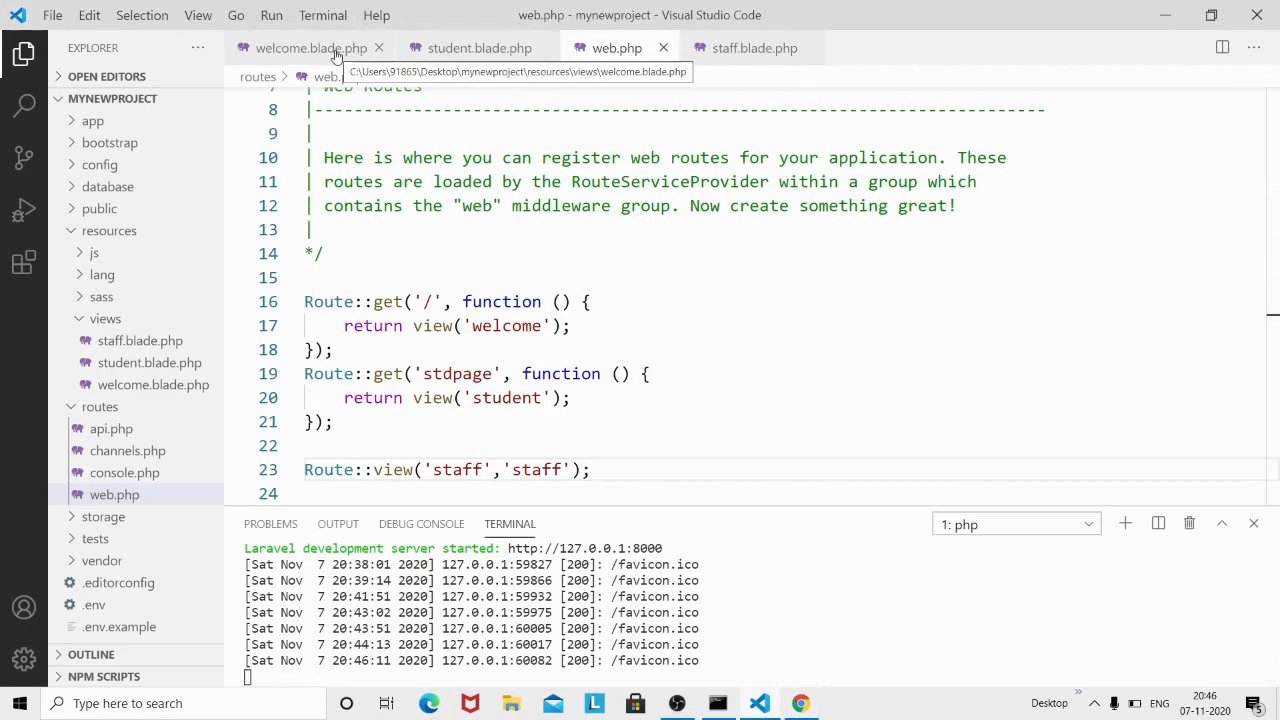 File Edit Selection View Go Run Terminal Help
web.php - mynewproject - Visual Studio Code
EXPLORER
welcome.blade.php
student.blade.php
web.php
staff.blade.php
routes
C:\Users\91865\Desktop\mynewproject\resources\views\welcome.blade.php
OPEN EDITORS
MYNEWPROJECT
app
bootstrap
config
database
public
resources
js
lang
sass
views
staff.blade.php
student.blade.php
welcome.blade.php
routes
api.php
channels.php
console.php
web.php
storage
tests
vendor
.editorconfig
.env
.env.example
OUTLINE
NPM SCRIPTS
7 | Web Routes
8 |--------------------------------------------------------------------------
9 |
10 | Here is where you can register web routes for your application. These
11 | routes are loaded by the RouteServiceProvider within a group which
12 | contains the "web" middleware group. Now create something great!
13 |
14 */
15
16 Route::get('/', function () {
17     return view('welcome');
18 });
19 Route::get('stdpage', function () {
20     return view('student');
21 });
22
23 Route::view('staff','staff');
24
PROBLEMS OUTPUT DEBUG CONSOLE TERMINAL
1: php
Laravel development server started: http://127.0.0.1:8000
[Sat Nov  7 20:38:01 2020] 127.0.0.1:59827 [200]: /favicon.ico
[Sat Nov  7 20:39:14 2020] 127.0.0.1:59866 [200]: /favicon.ico
[Sat Nov  7 20:41:51 2020] 127.0.0.1:59932 [200]: /favicon.ico
[Sat Nov  7 20:43:02 2020] 127.0.0.1:59975 [200]: /favicon.ico
[Sat Nov  7 20:43:51 2020] 127.0.0.1:60005 [200]: /favicon.ico
[Sat Nov  7 20:44:13 2020] 127.0.0.1:60017 [200]: /favicon.ico
[Sat Nov  7 20:46:11 2020] 127.0.0.1:60082 [200]: /favicon.ico
Type here to search
L
Desktop
ENG
20:46
07-11-2020
5